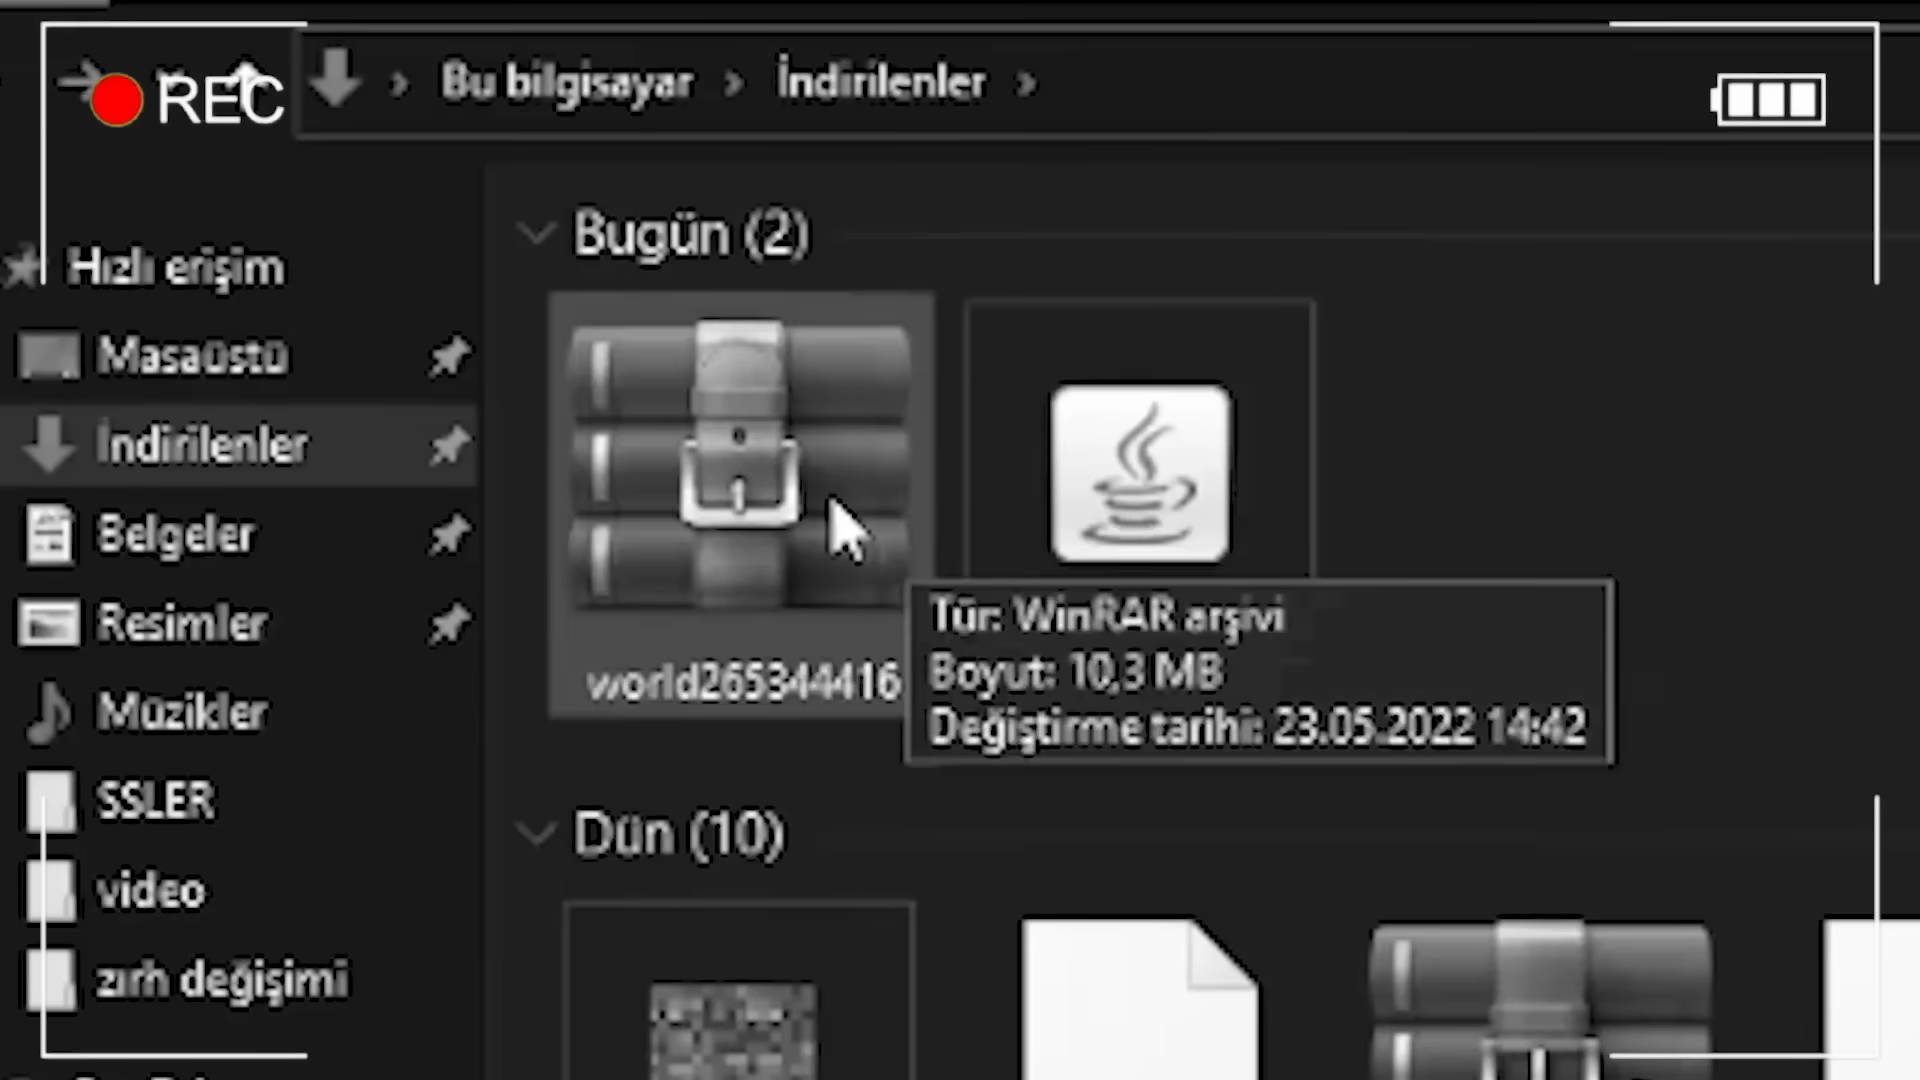 REC
Bu bilgisayar
İndirilenler
Bugün (2)
Hızlı erişim
Masaüstü
İndirilenler
Belgeler
Resimler
Müzikler
SSLER
video
zırh değişimi
world265344416
Tür: WinRAR arşivi
Boyut: 10,3 MB
Değiştirme tarihi: 23.05.2022 14:42
Dün (10)